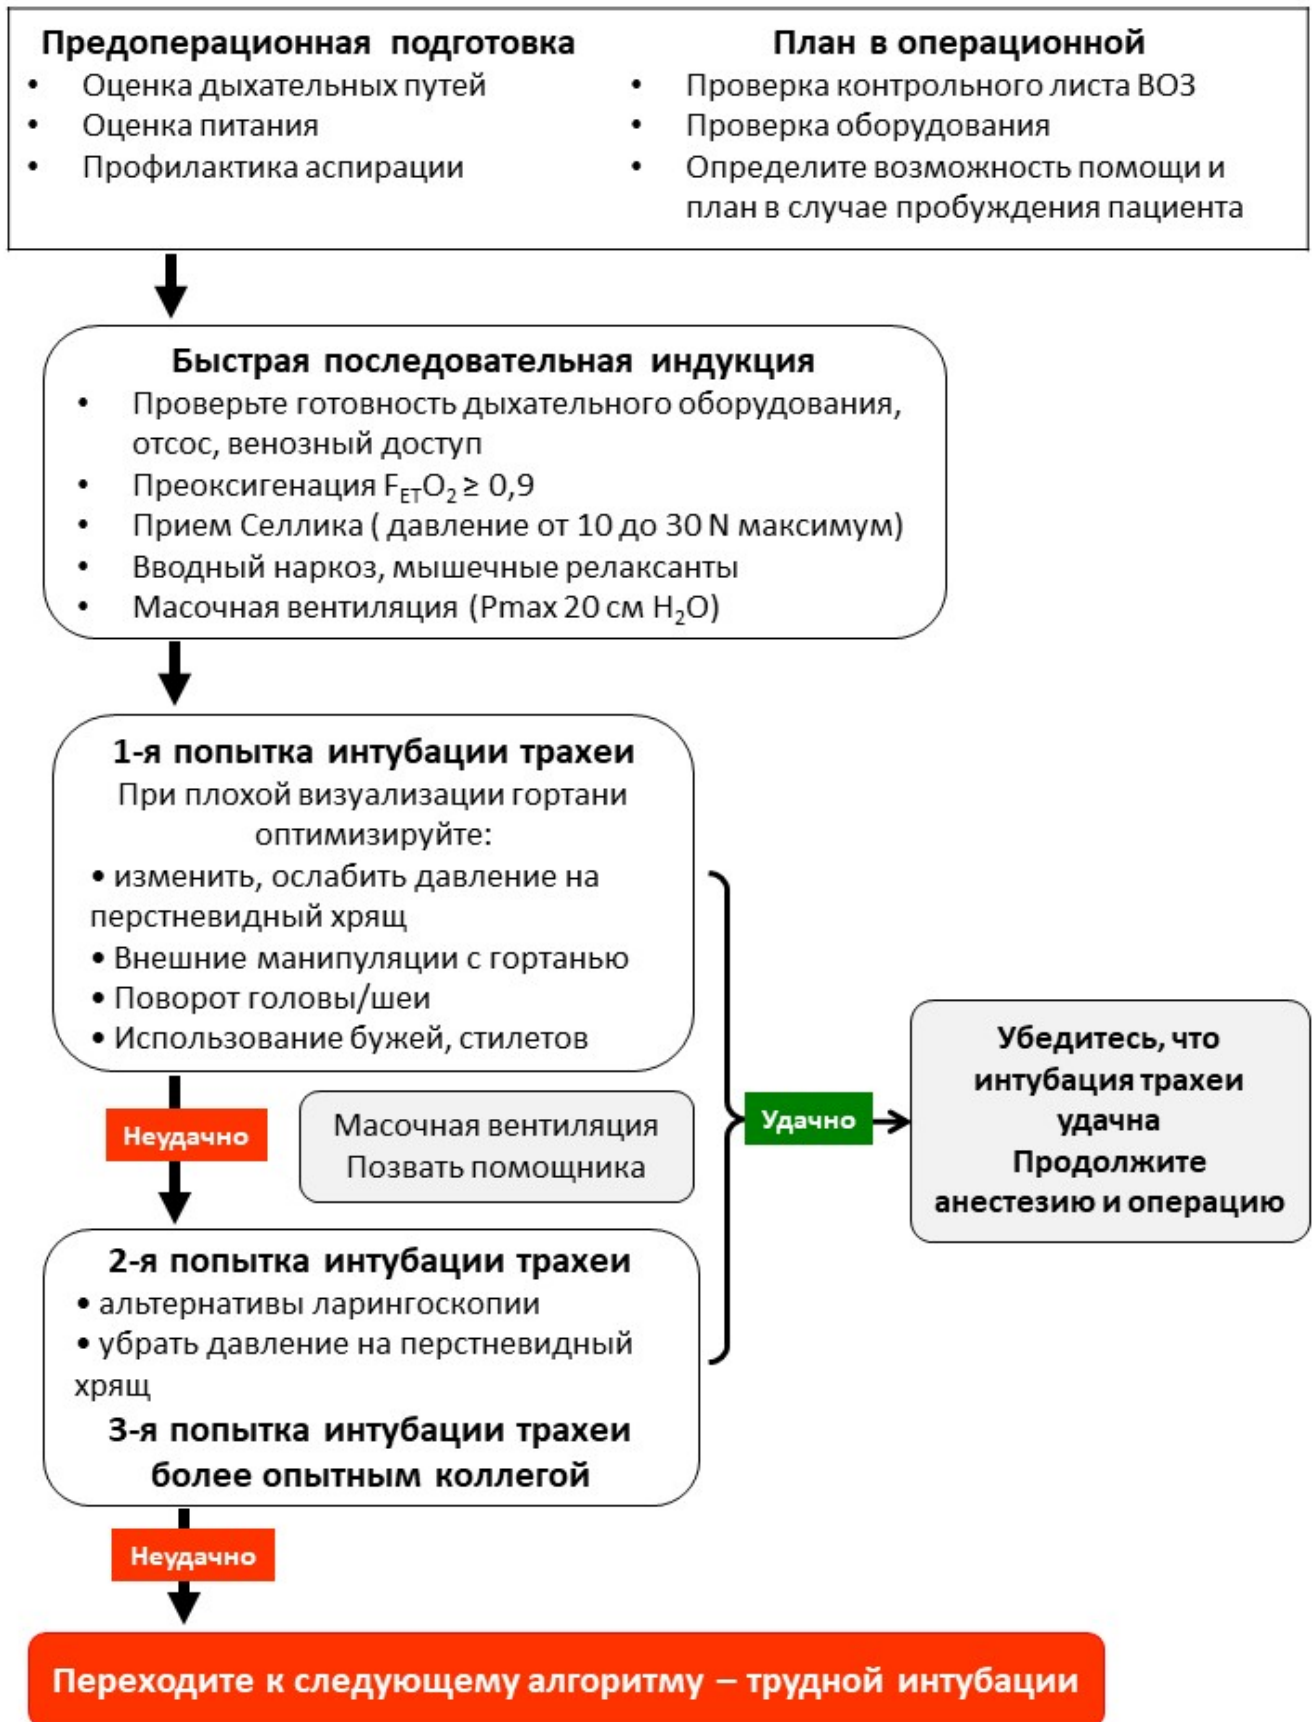 Предоперационная подготовка
• Оценка дыхательных путей
• Оценка питания
• Профилактика аспирации
План в операционной
• Проверка контрольного листа ВОЗ
• Проверка оборудования
• Определите возможность помощи и
план в случае пробуждения пациента
Быстрая последовательная индукция
• Проверьте готовность дыхательного оборудования,
отсос, венозный доступ
• Преоксигенация FETO2 ≥ 0,9
• Прием Селлика ( давление от 10 до 30 N максимум)
• Вводный наркоз, мышечные релаксанты
• Масочная вентиляция (Pmax 20 см H2O)
1-я попытка интубации трахеи
При плохой визуализации гортани
оптимизируйте:
• изменить, ослабить давление на
перстневидный хрящ
• Внешние манипуляции с гортанью
• Поворот головы/шеи
• Использование бужей, стилетов
Неудачно
Масочная вентиляция
Позвать помощника
Удачно
Убедитесь, что
интубация трахеи
удачна
Продолжите
анестезию и операцию
2-я попытка интубации трахеи
• альтернативы ларингоскопии
• убрать давление на перстневидный
хрящ
3-я попытка интубации трахеи
более опытным коллегой
Неудачно
Переходите к следующему алгоритму – трудной интубации